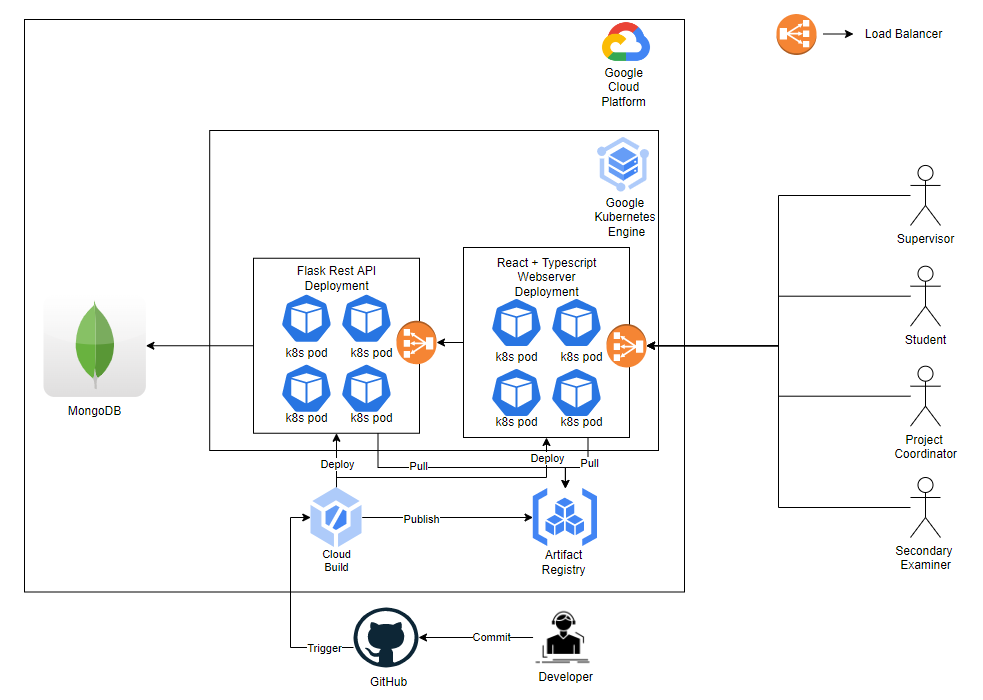 Load Balancer
Google
Cloud
Platform
Google
Kubernetes
Engine
Supervisor
Student
Project
Coordinator
Secondary
Examiner
React + Typescript
Webserver
Deployment
k8s pod
k8s pod
k8s pod
k8s pod
Flask Rest API
Deployment
k8s pod
k8s pod
k8s pod
k8s pod
MongoDB
Deploy
Pull
Deploy
Pull
Publish
Cloud
Build
Artifact
Registry
Trigger
Commit
GitHub
Developer